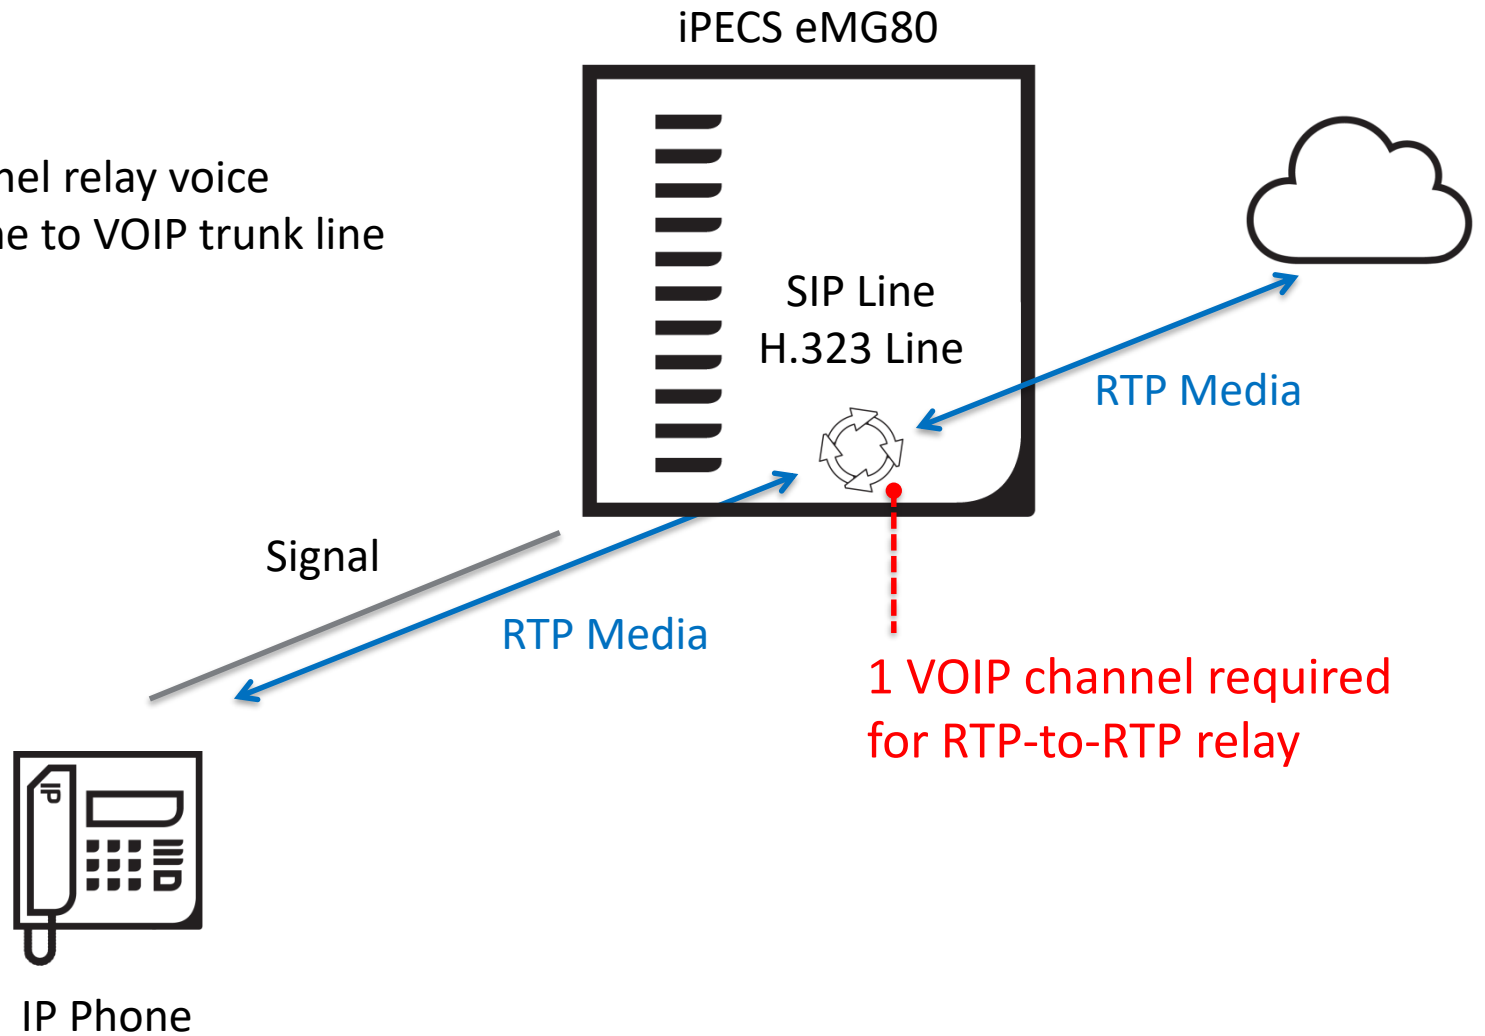 iPECS eMG80
nel relay voice
ne to VOIP trunk line
SIP Line
H.323 Line
RTP Media
Signal
RTP Media
1 VOIP channel required
for RTP-to-RTP relay
iP
IP Phone